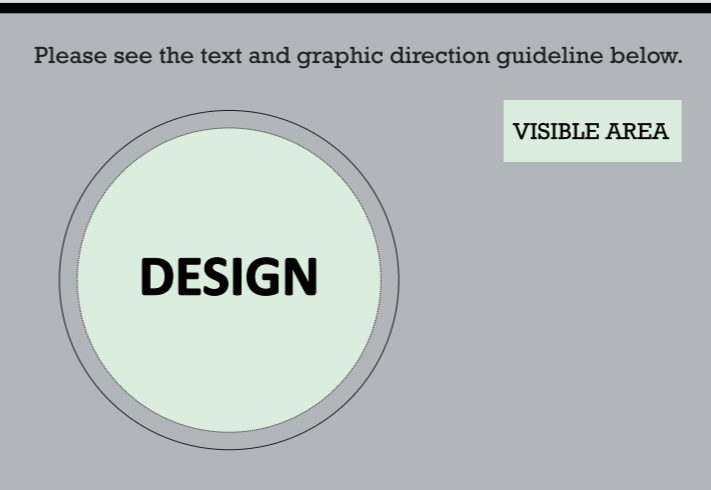 Please see the text and graphic direction guideline below.
VISIBLE AREA
DESIGN